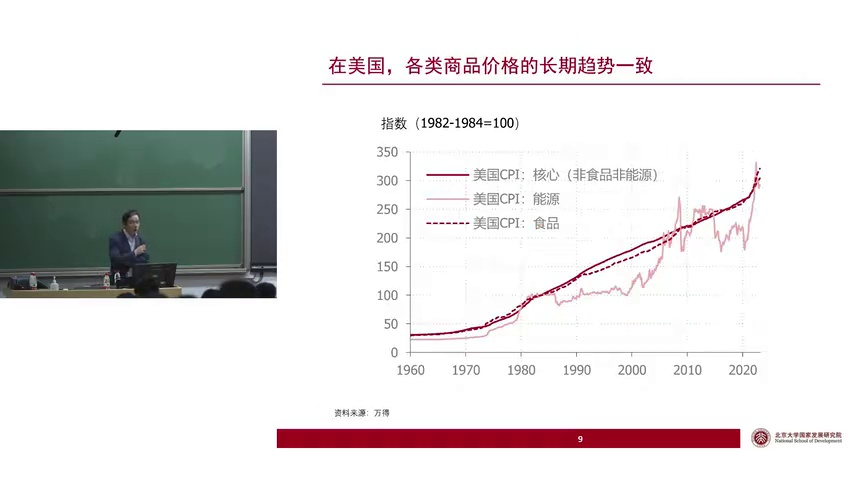 在美国，各类商品价格的长期趋势一致
指数（1982-1984=100）
350
300
250
200
150
100
50
0
美国CPI：核心（非食品非能源）
美国CPI：能源
美国CPI：食品
1960 1970 1980 1990 2000 2010 2020
资料来源：万得
9
北京大学国家发展研究院
National School of Development